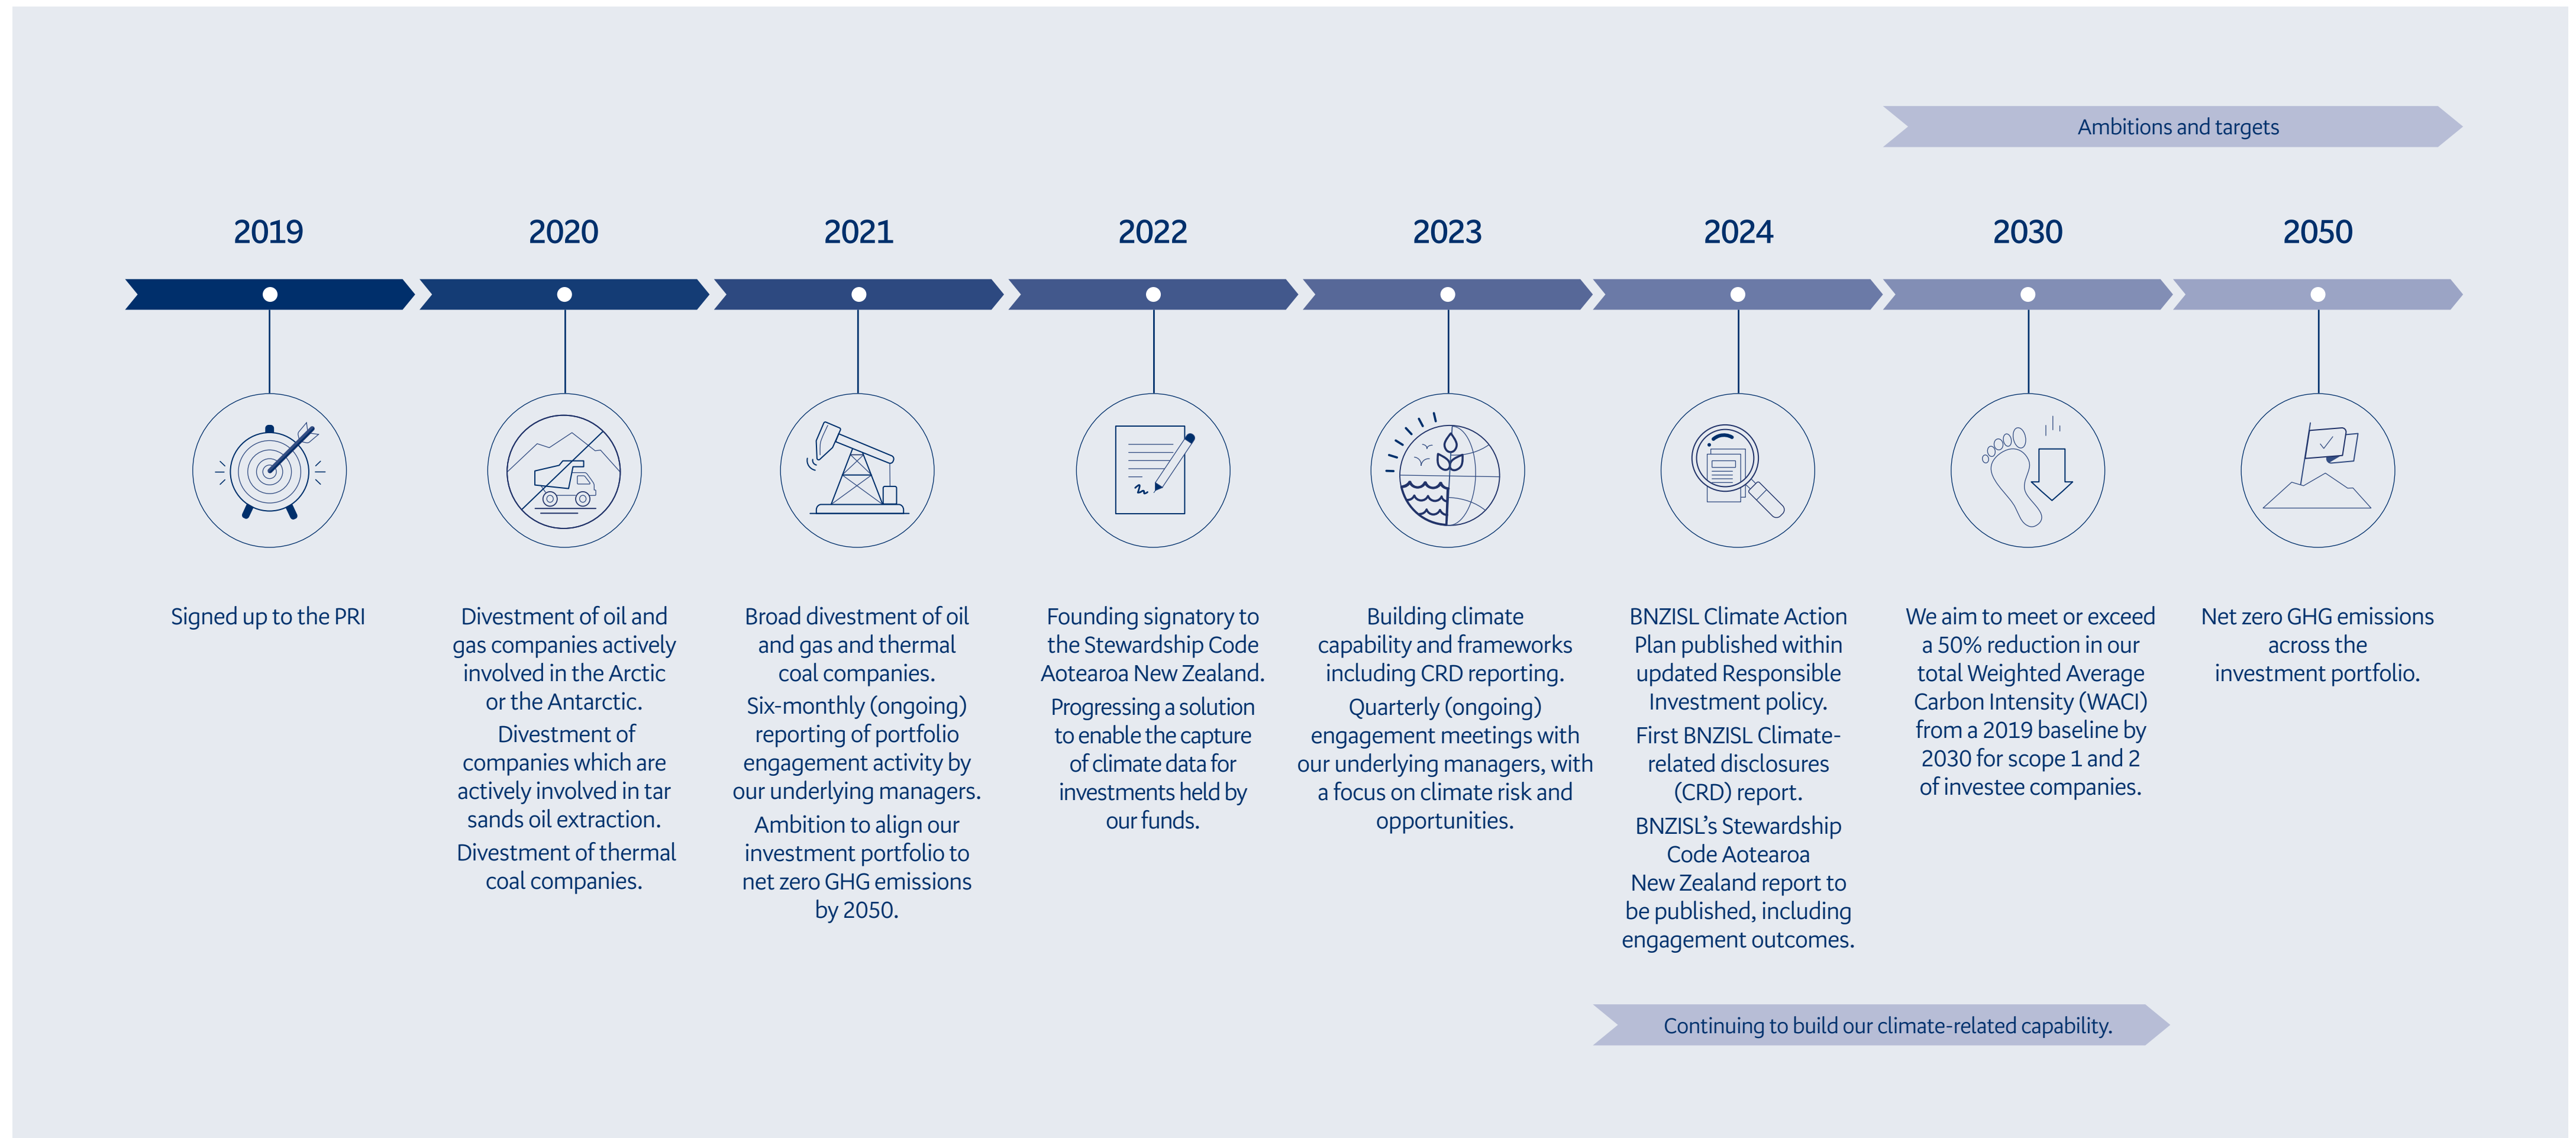 Ambitions and targets
2019
2020
2021
2022
2023
2024
2030
2050
Signed up to the PRI
Divestment of oil and
gas companies actively
involved in the Arctic
or the Antarctic.
Divestment of
companies which are
actively involved in tar
sands oil extraction.
Divestment of thermal
coal companies.
Broad divestment of oil
and gas and thermal
coal companies.
Six-monthly (ongoing)
reporting of portfolio
engagement activity by
our underlying managers.
Ambition to align our
investment portfolio to
net zero GHG emissions
by 2050.
Founding signatory to
the Stewardship Code
Aotearoa New Zealand.
Progressing a solution
to enable the capture
of climate data for
investments held by
our funds.
Building climate
capability and frameworks
including CRD reporting.
Quarterly (ongoing)
engagement meetings with
our underlying managers, with
a focus on climate risk and
opportunities.
BNZISL Climate Action
Plan published within
updated Responsible
Investment policy.
First BNZISL Climate-
related disclosures
(CRD) report.
BNZISL’s Stewardship
Code Aotearoa
New Zealand report to
be published, including
engagement outcomes.
We aim to meet or exceed
a 50% reduction in our
total Weighted Average
Carbon Intensity (WACI)
from a 2019 baseline by
2030 for scope 1 and 2
of investee companies.
Net zero GHG emissions
across the
investment portfolio.
Continuing to build our climate-related capability.